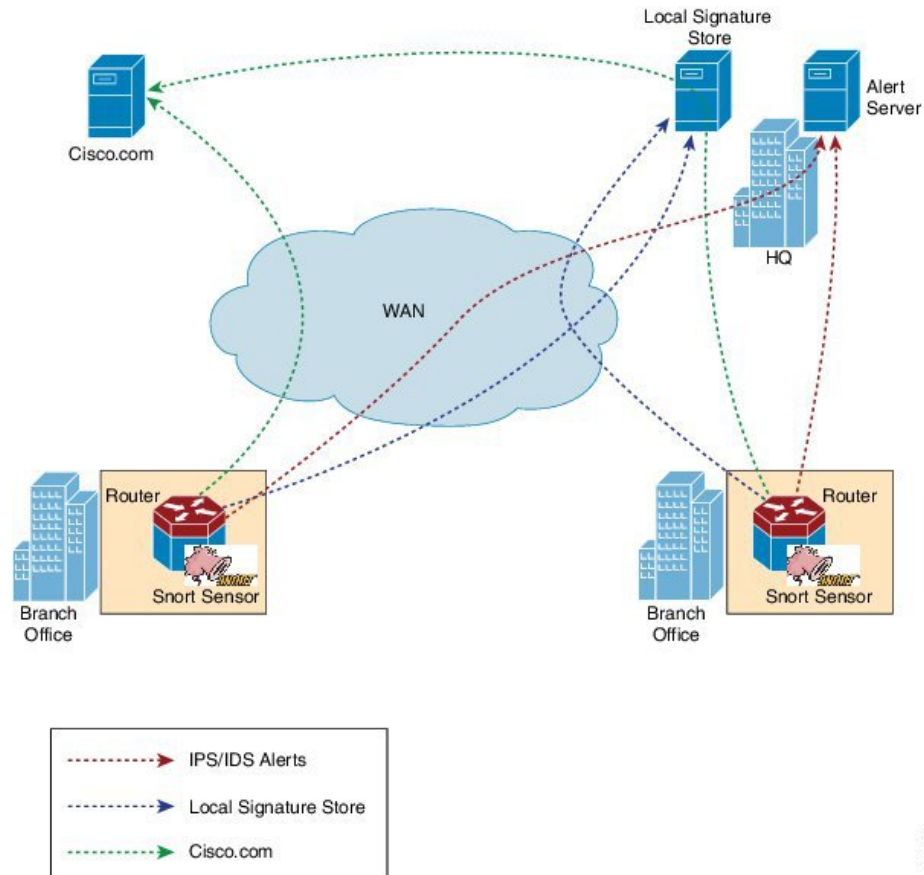 Local Signature
Store
Alert
Server
Cisco.com
HQ
WAN
Router
Snort Sensor
Branch
Office
Router
Snort Sensor
Branch
Office
IPS/IDS Alerts
Local Signature Store
Cisco.com